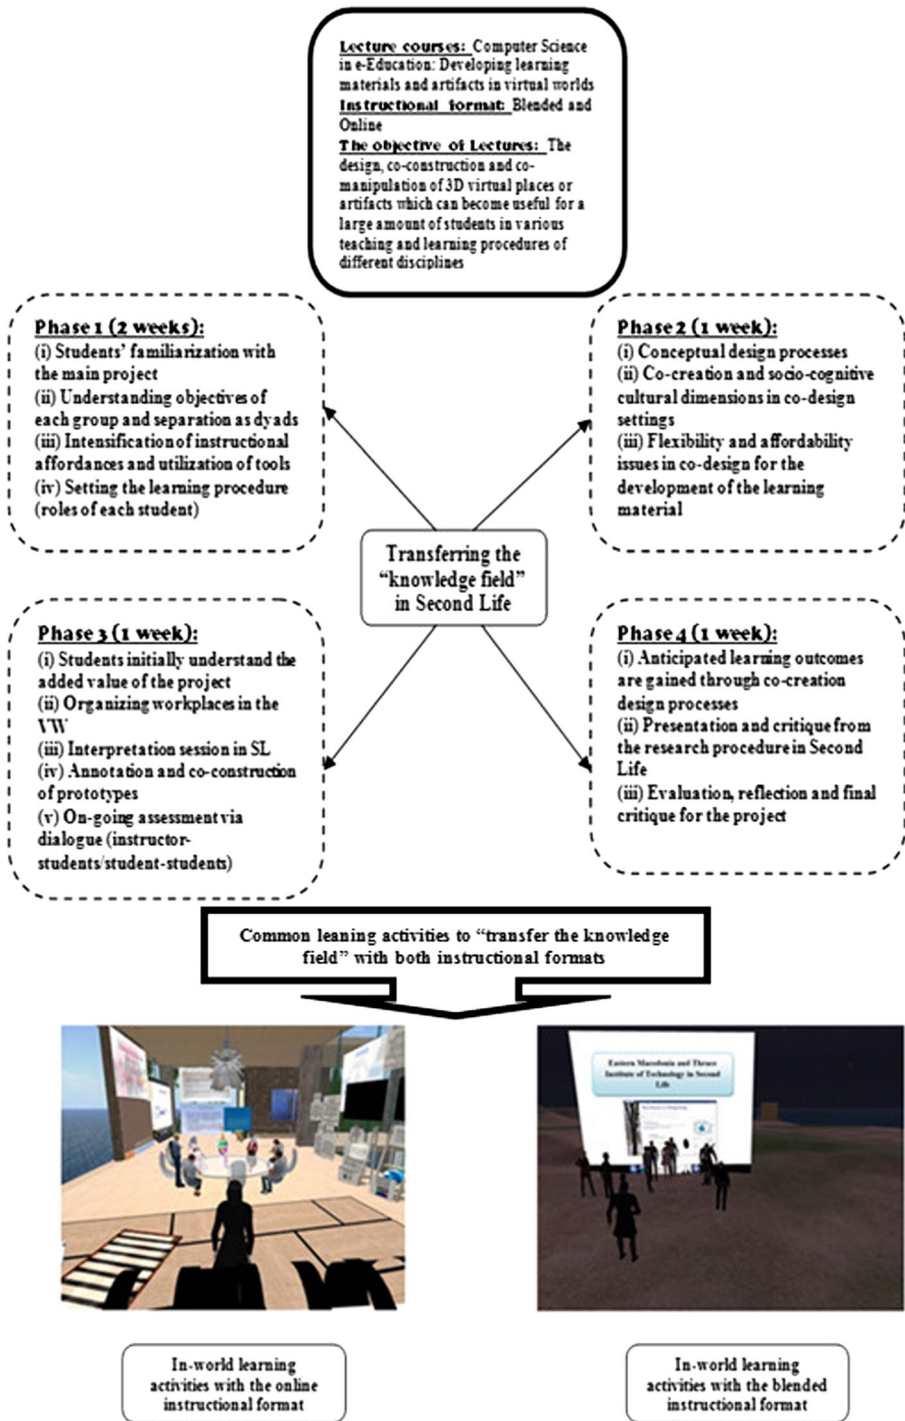 Lecture courses: Computer Science
in e-Education: Developing learning
materials and artifacts in virtual worlds
Instructional format: Blended and
Online
The objective of Lectures: The
design, co-construction and co-
manipulation of 3D virtual places or
artifacts which can become useful for a
large amount of students in various
teaching and learning procedures of
different disciplines
Phase 1 (2 weeks):
(i) Students’ familiarization with
the main project
(ii) Understanding objectives of
each group and separation as dyads
(iii) Intensification of instructional
affordances and utilization of tools
(iv) Setting the learning procedure
(roles of each student)
Phase 2 (1 week):
(i) Conceptual design processes
(ii) Co-creation and socio-cognitive
cultural dimensions in co-design
settings
(iii) Flexibility and affordability
issues in co-design for the
development of the learning
material
Transferring the
“knowledge field”
in Second Life
Phase 3 (1 week):
(i) Students initially understand the
added value of the project
(ii) Organizing workplaces in the
VW
(iii) Interpretation session in SL
(iv) Annotation and co-construction
of prototypes
(v) On-going assessment via
dialogue (instructor-
students/student-students)
Phase 4 (1 week):
(i) Anticipated learning outcomes
are gained through co-creation
design processes
(ii) Presentation and critique from
the research procedure in Second
Life
(iii) Evaluation, reflection and final
critique for the project
Common leaning activities to “transfer the knowledge
field” with both instructional formats
Eastern Macedonia and Thrace
Institute of Technology in Second
Life
In-world learning
activities with the online
instructional format
In-world learning
activities with the blended
instructional format